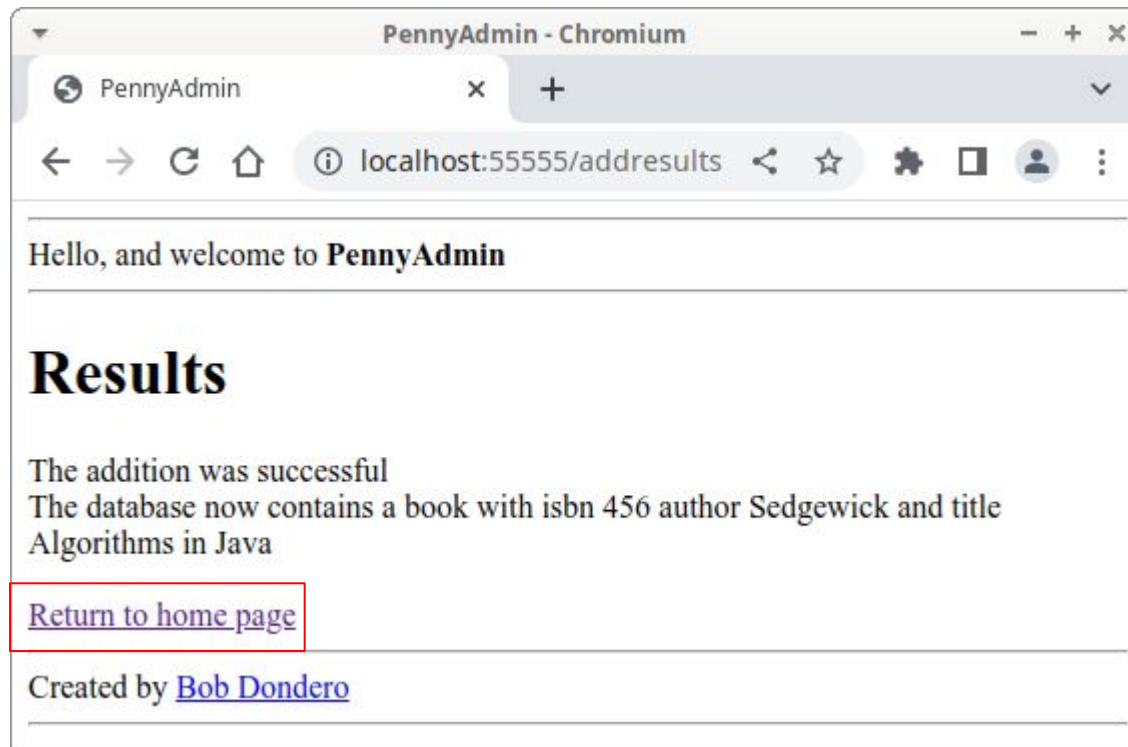 PennyAdmin - Chromium
PennyAdmin
localhost:55555/addresults
Hello, and welcome to PennyAdmin
Results
The addition was successful
The database now contains a book with isbn 456 author Sedgewick and title
Algorithms in Java
Return to home page
Created by Bob Dondero